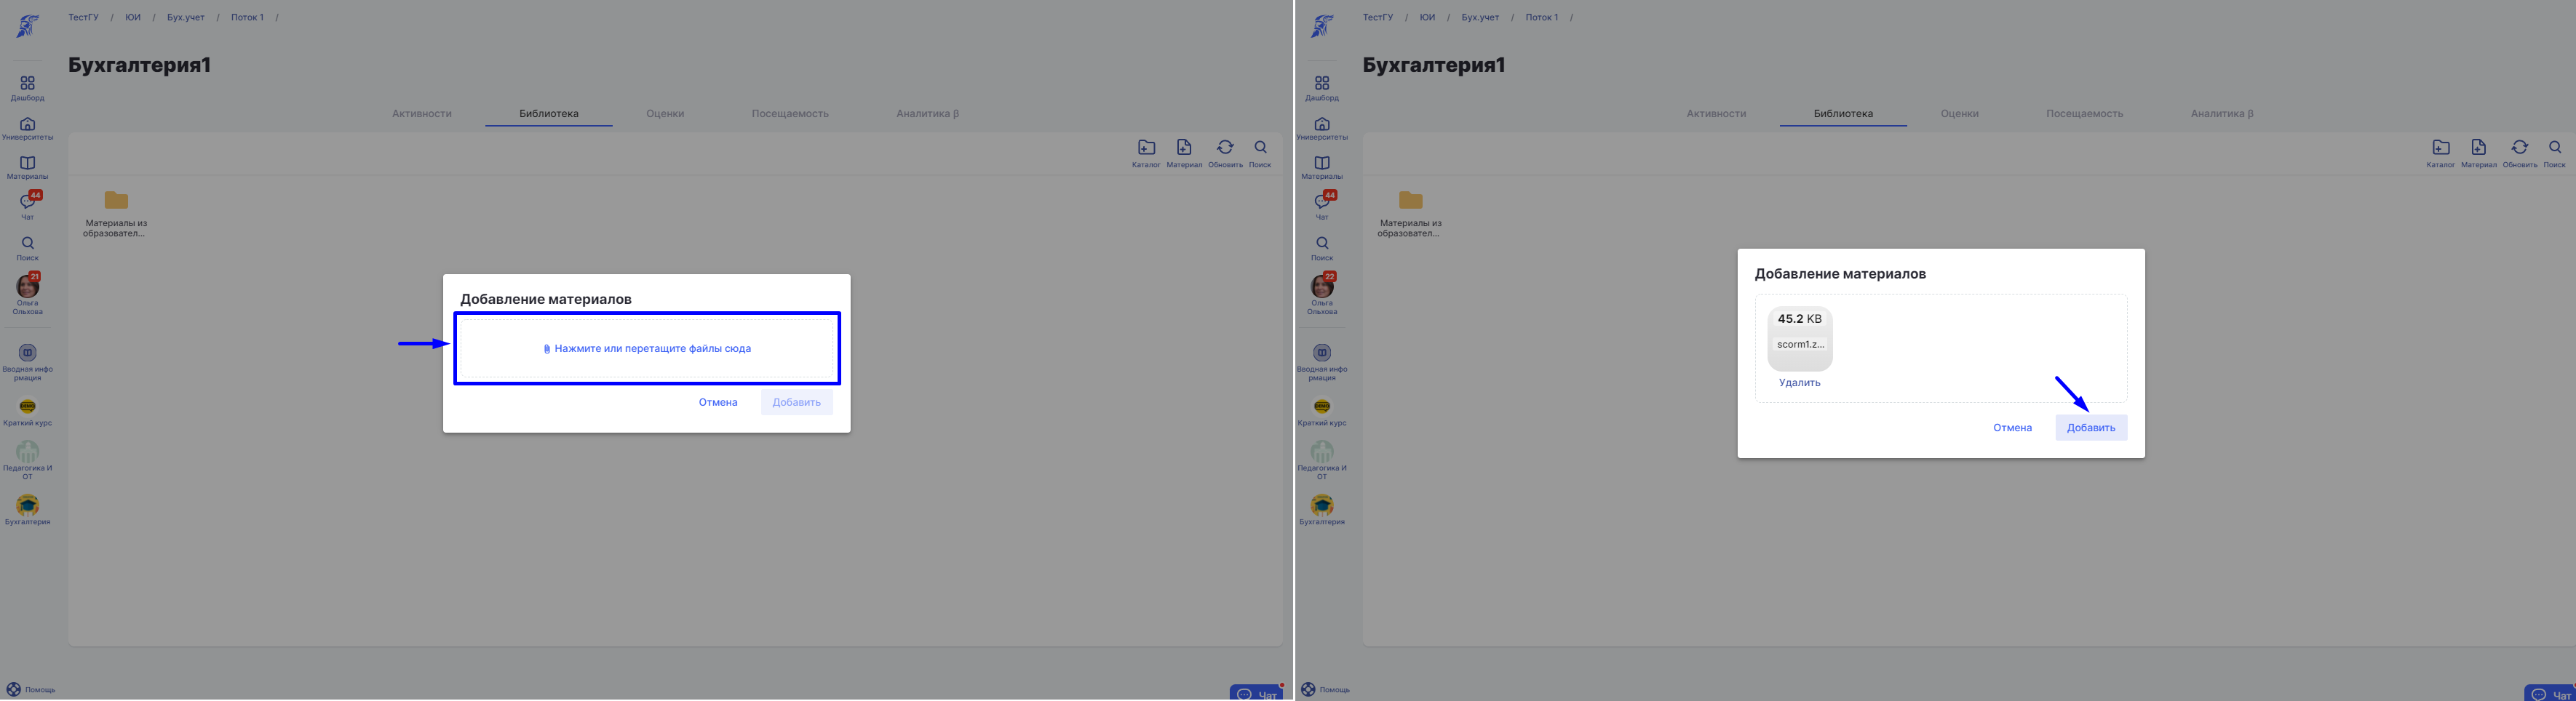 ТестГУ / ЮИ / Бух.учет / Поток 1 /
Бухгалтерия1
Активности Библиотека Оценки Посещаемость Аналитика β
Каталог Материал Обновить Поиск
Дашборд
Университеты
Материалы
44
Чат
Поиск
21
Ольга
Ольхова
Вводная инфо
рмация
Краткий курс
Педагогика И
ОТ
Бухгалтерия
Помощь
Материалы из
образовател...
Добавление материалов
Нажмите или перетащите файлы сюда
Отмена Добавить
Чат
ТестГУ / ЮИ / Бух.учет / Поток 1 /
Бухгалтерия1
Активности Библиотека Оценки Посещаемость Аналитика β
Каталог Материал Обновить Поиск
Дашборд
Университеты
Материалы
44
Чат
Поиск
22
Ольга
Ольхова
Вводная инфо
рмация
Краткий курс
Педагогика И
ОТ
Бухгалтерия
Помощь
Материалы из
образовател...
Добавление материалов
45.2 KB
scorm1.z...
Удалить
Отмена Добавить
Чат